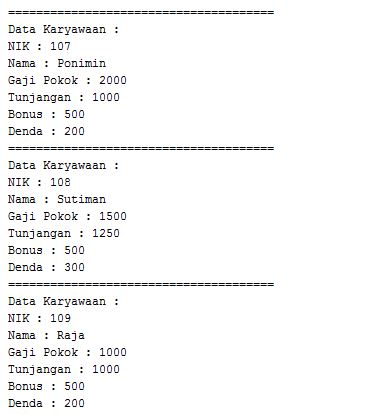 ======================================
Data Karyawaan :
NIK : 107
Nama : Ponimin
Gaji Pokok : 2000
Tunjangan : 1000
Bonus : 500
Denda : 200
======================================
Data Karyawaan :
NIK : 108
Nama : Sutiman
Gaji Pokok : 1500
Tunjangan : 1250
Bonus : 500
Denda : 300
======================================
Data Karyawaan :
NIK : 109
Nama : Raja
Gaji Pokok : 1000
Tunjangan : 1000
Bonus : 500
Denda : 200